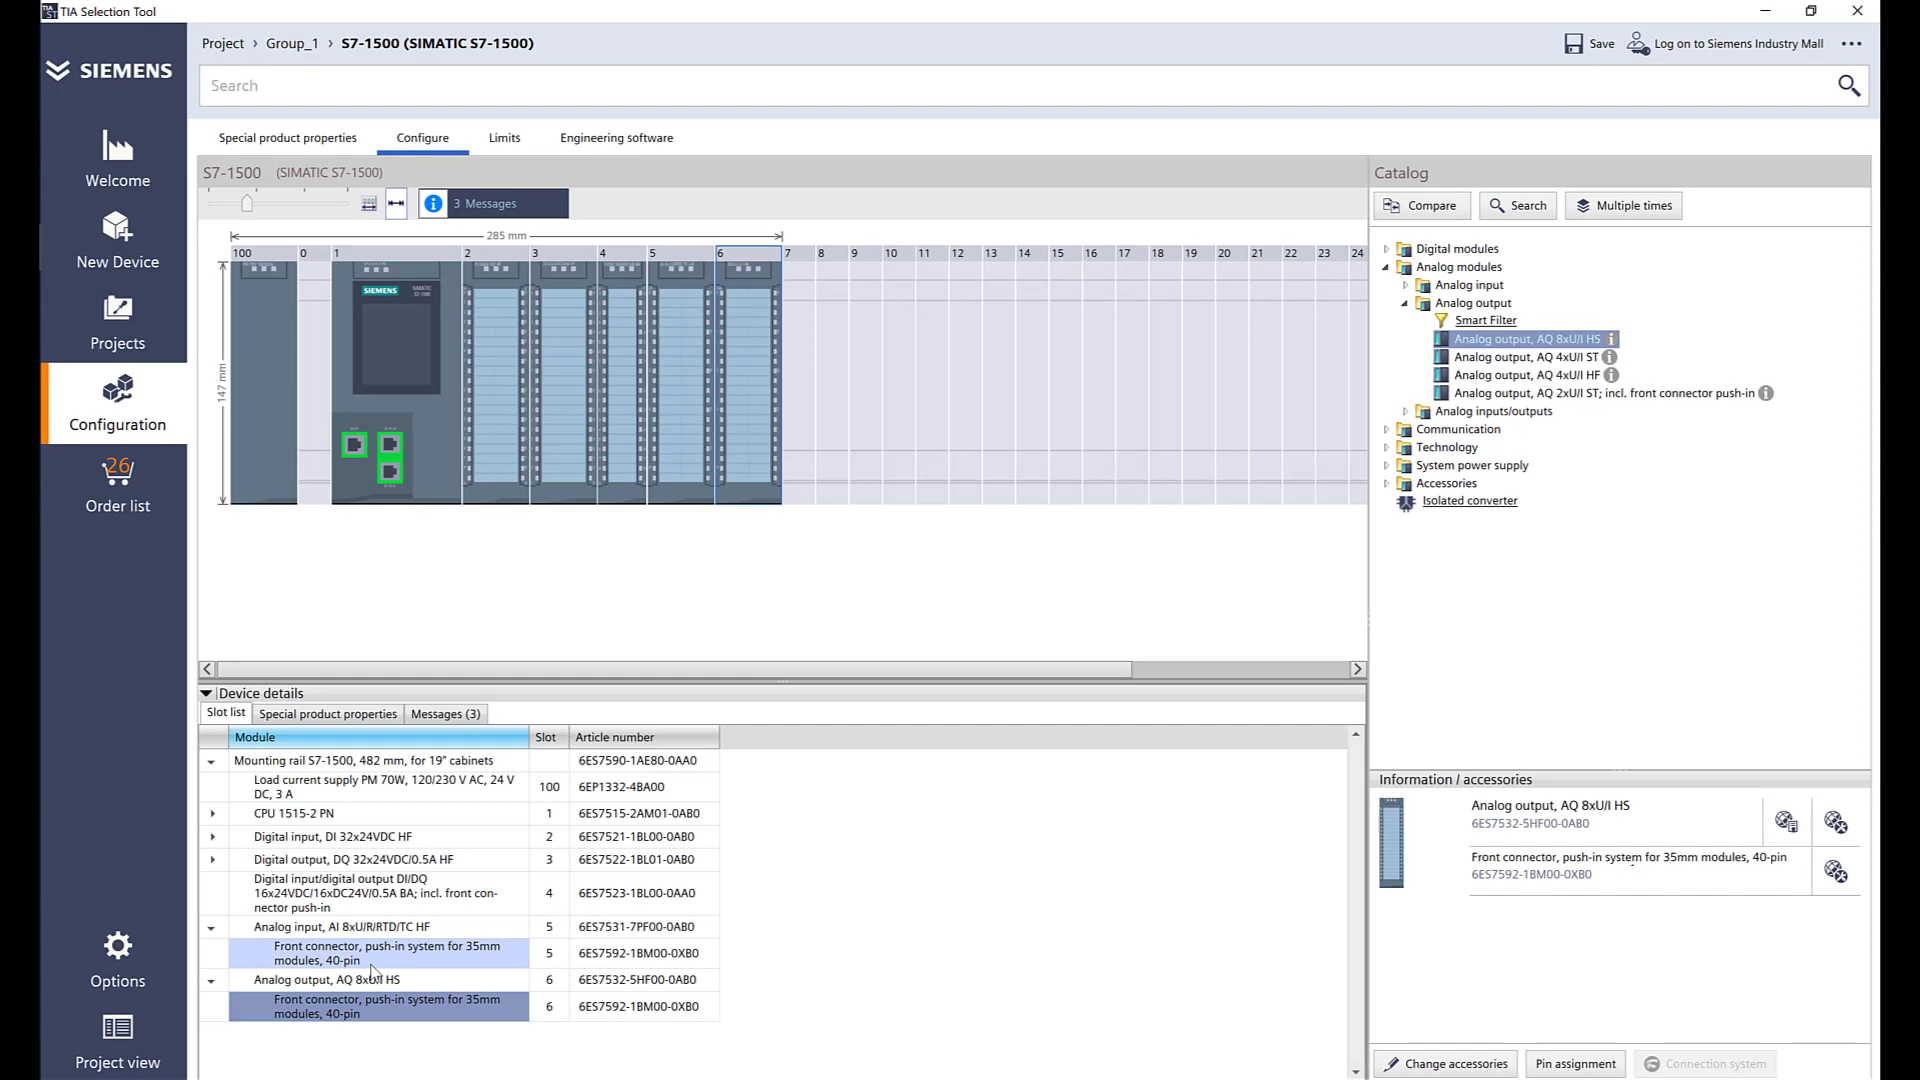 TIA Selection Tool
SIEMENS
Project › Group_1 › S7-1500 (SIMATIC S7-1500)
Save
Log on to Siemens Industry Mall
Search
Welcome
New Device
Projects
Configuration
26
Order list
Options
Project view
Special product properties
Configure
Limits
Engineering software
S7-1500 (SIMATIC S7-1500)
3 Messages
285 mm
100 0 1 2 3 4 5 6 7 8 9 10 11 12 13 14 15 16 17 18 19 20 21 22 23 24
147 mm
SIEMENS
Device details
Slot list
Special product properties
Messages (3)
Module Slot Article number
Mounting rail S7-1500, 482 mm, for 19" cabinets 6ES7590-1AE80-0AA0
Load current supply PM 70W, 120/230 V AC, 24 V
DC, 3 A
100 6EP1332-4BA00
CPU 1515-2 PN 1 6ES7515-2AM01-0AB0
Digital input, DI 32x24VDC HF 2 6ES7521-1BL00-0AB0
Digital output, DQ 32x24VDC/0.5A HF 3 6ES7522-1BL01-0AB0
Digital input/digital output DI/DQ
16x24VDC/16xDC24V/0.5A BA; incl. front con-
nector push-in
4 6ES7523-1BL00-0AA0
Analog input, AI 8xU/R/RTD/TC HF 5 6ES7531-7PF00-0AB0
Front connector, push-in system for 35mm
modules, 40-pin
5 6ES7592-1BM00-0XB0
Analog output, AQ 8xU/I HS 6 6ES7532-5HF00-0AB0
Front connector, push-in system for 35mm
modules, 40-pin
6 6ES7592-1BM00-0XB0
Catalog
Compare
Search
Multiple times
Digital modules
Analog modules
Analog input
Analog output
Smart Filter
Analog output, AQ 8xU/I HS
Analog output, AQ 4xU/I ST
Analog output, AQ 4xU/I HF
Analog output, AQ 2xU/I ST; incl. front connector push-in
Analog inputs/outputs
Communication
Technology
System power supply
Accessories
Isolated converter
Information / accessories
Analog output, AQ 8xU/I HS
6ES7532-5HF00-0AB0
Front connector, push-in system for 35mm modules, 40-pin
6ES7592-1BM00-0XB0
Change accessories
Pin assignment
Connection system